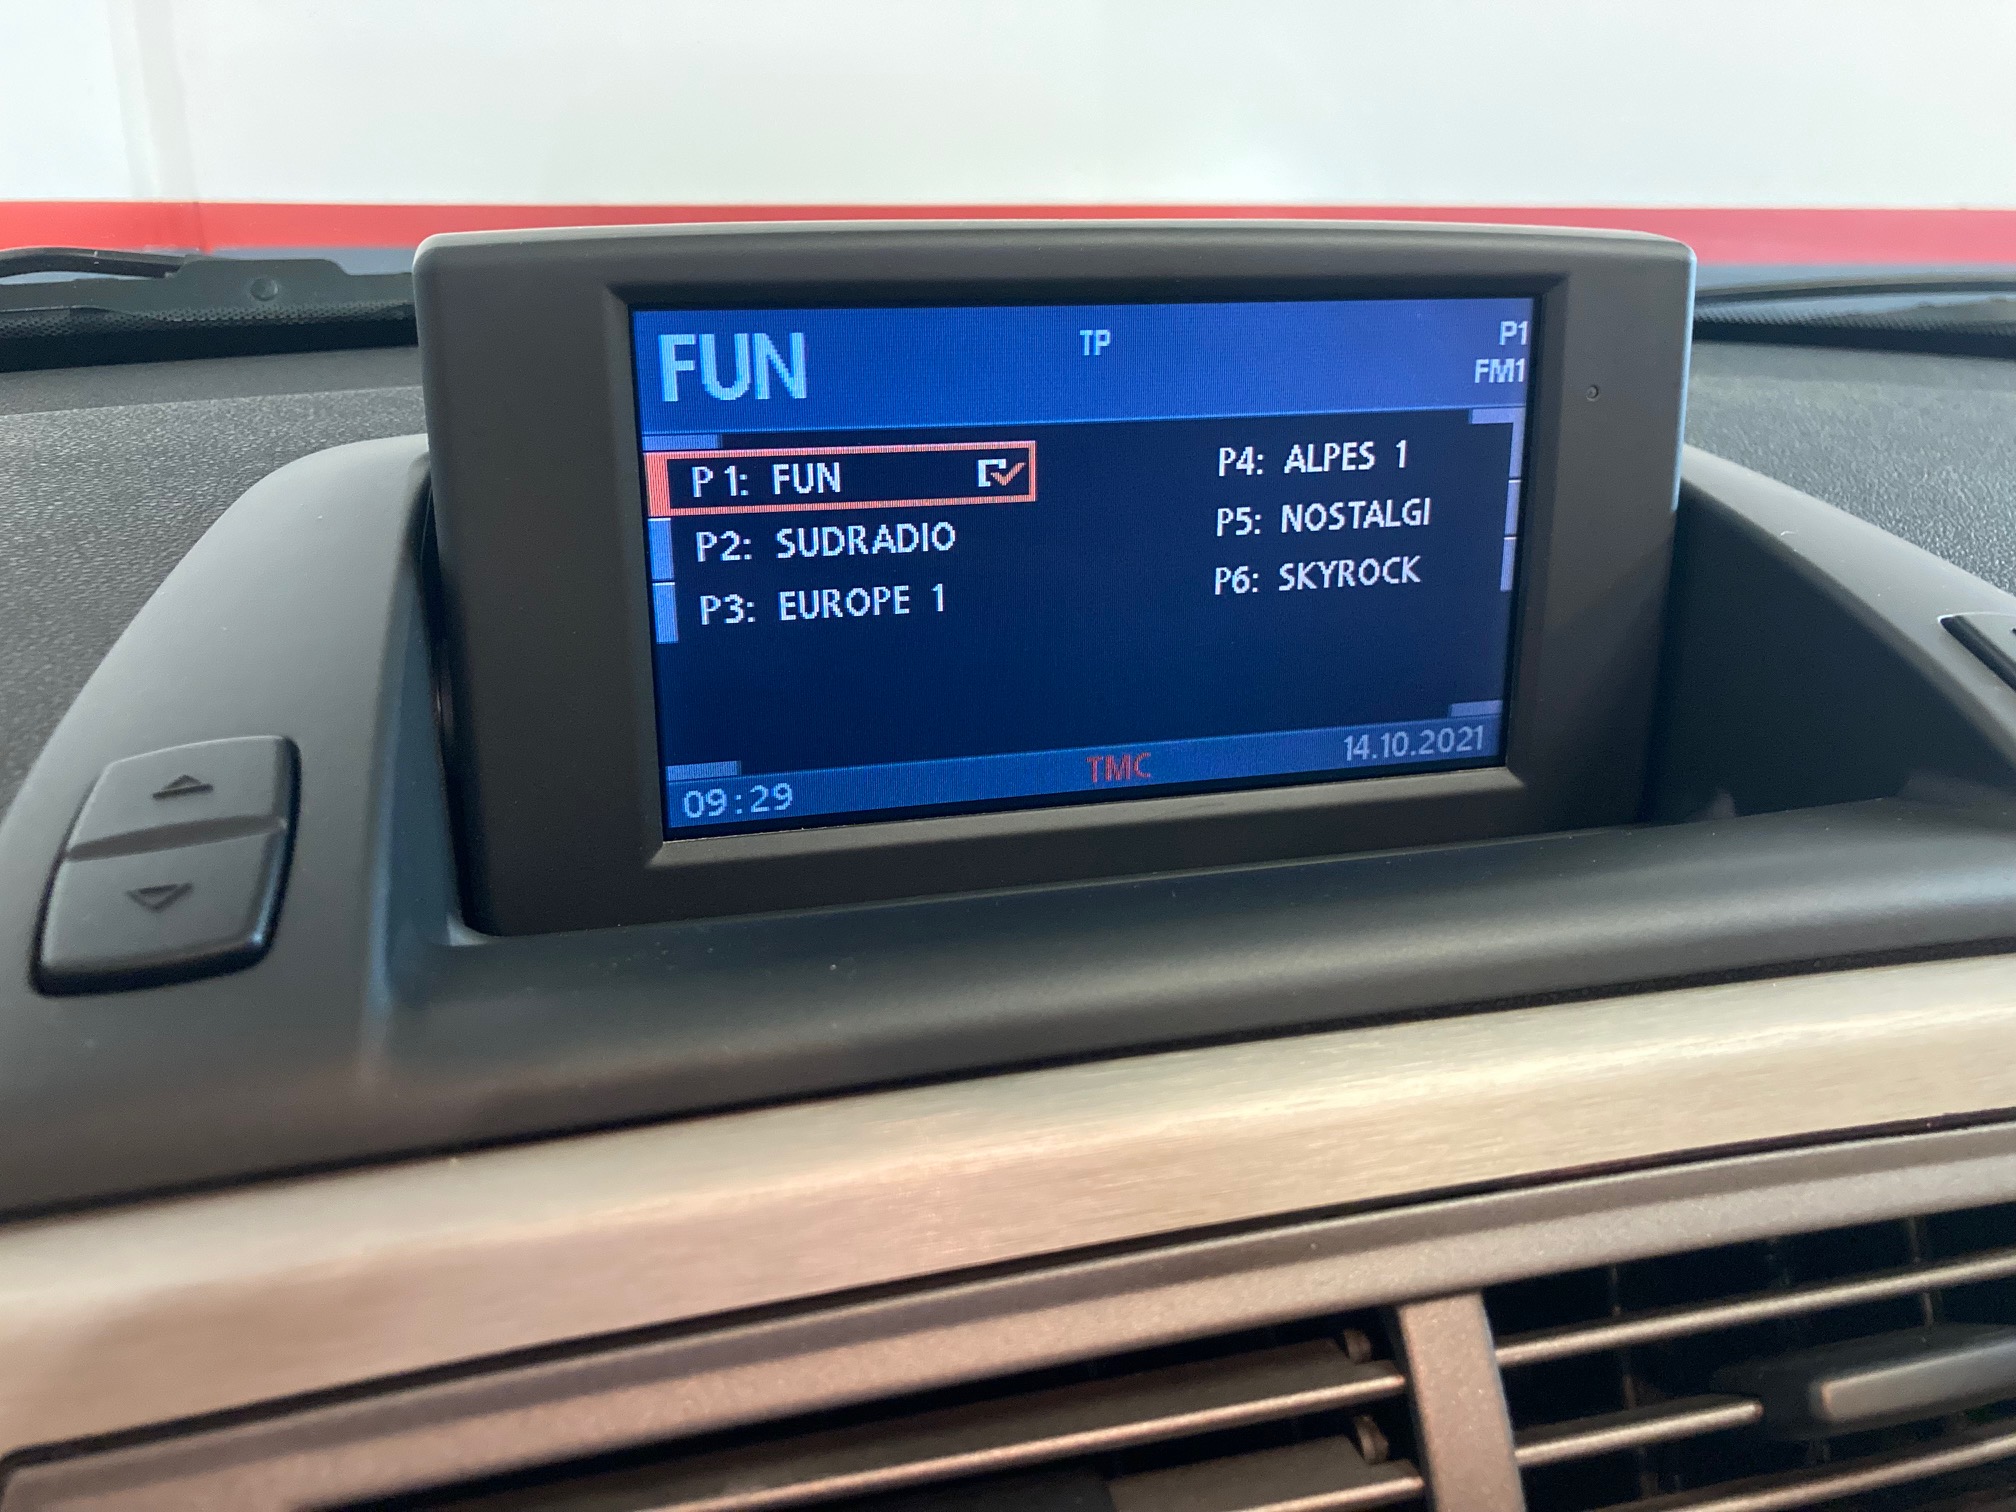 FUN
TP
P1
FM1
P1: FUN
P2: SUDRADIO
P3: EUROPE 1
P4: ALPES 1
P5: NOSTALGI
P6: SKYROCK
09:29
TMC
14.10.2021